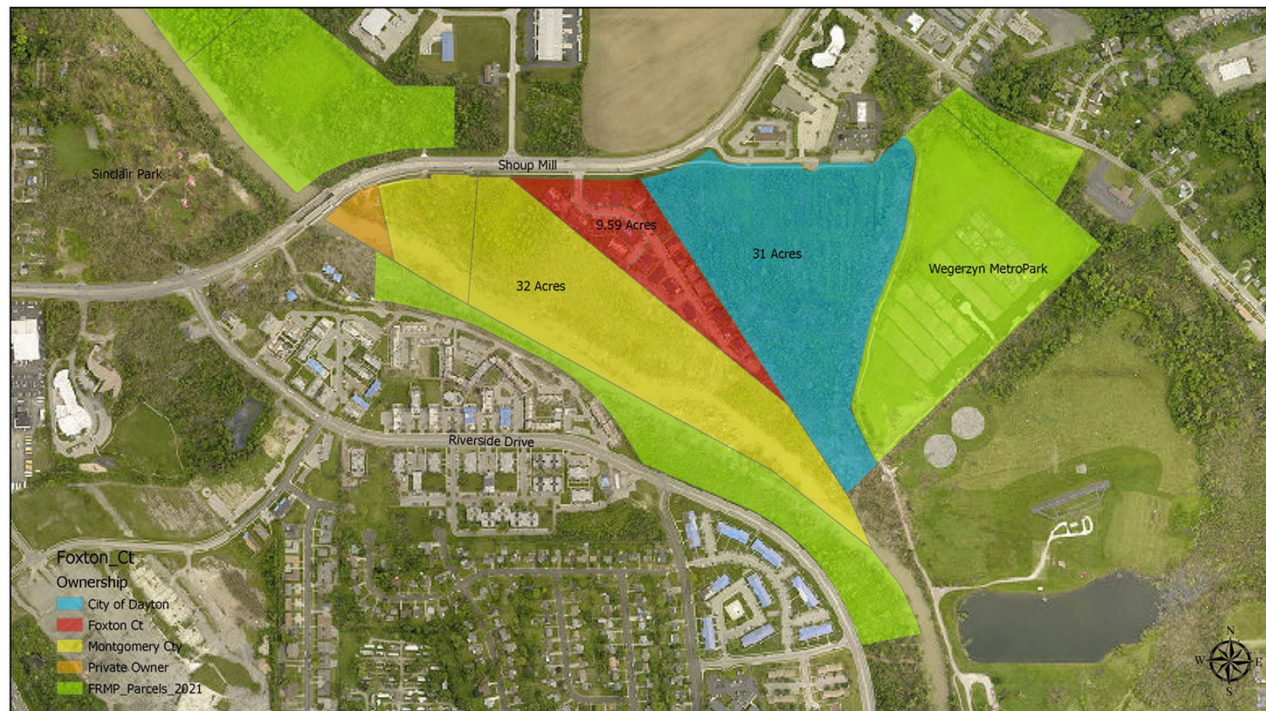 Shoup Mill
Sinclair Park
9.59 Acres
31 Acres
Wegerzyn MetroPark
32 Acres
Riverside Drive
Foxton_Ct
Ownership
City of Dayton
Foxton Ct
Montgomery Cty
Private Owner
FRMP_Parcels_2021
N
W E
S